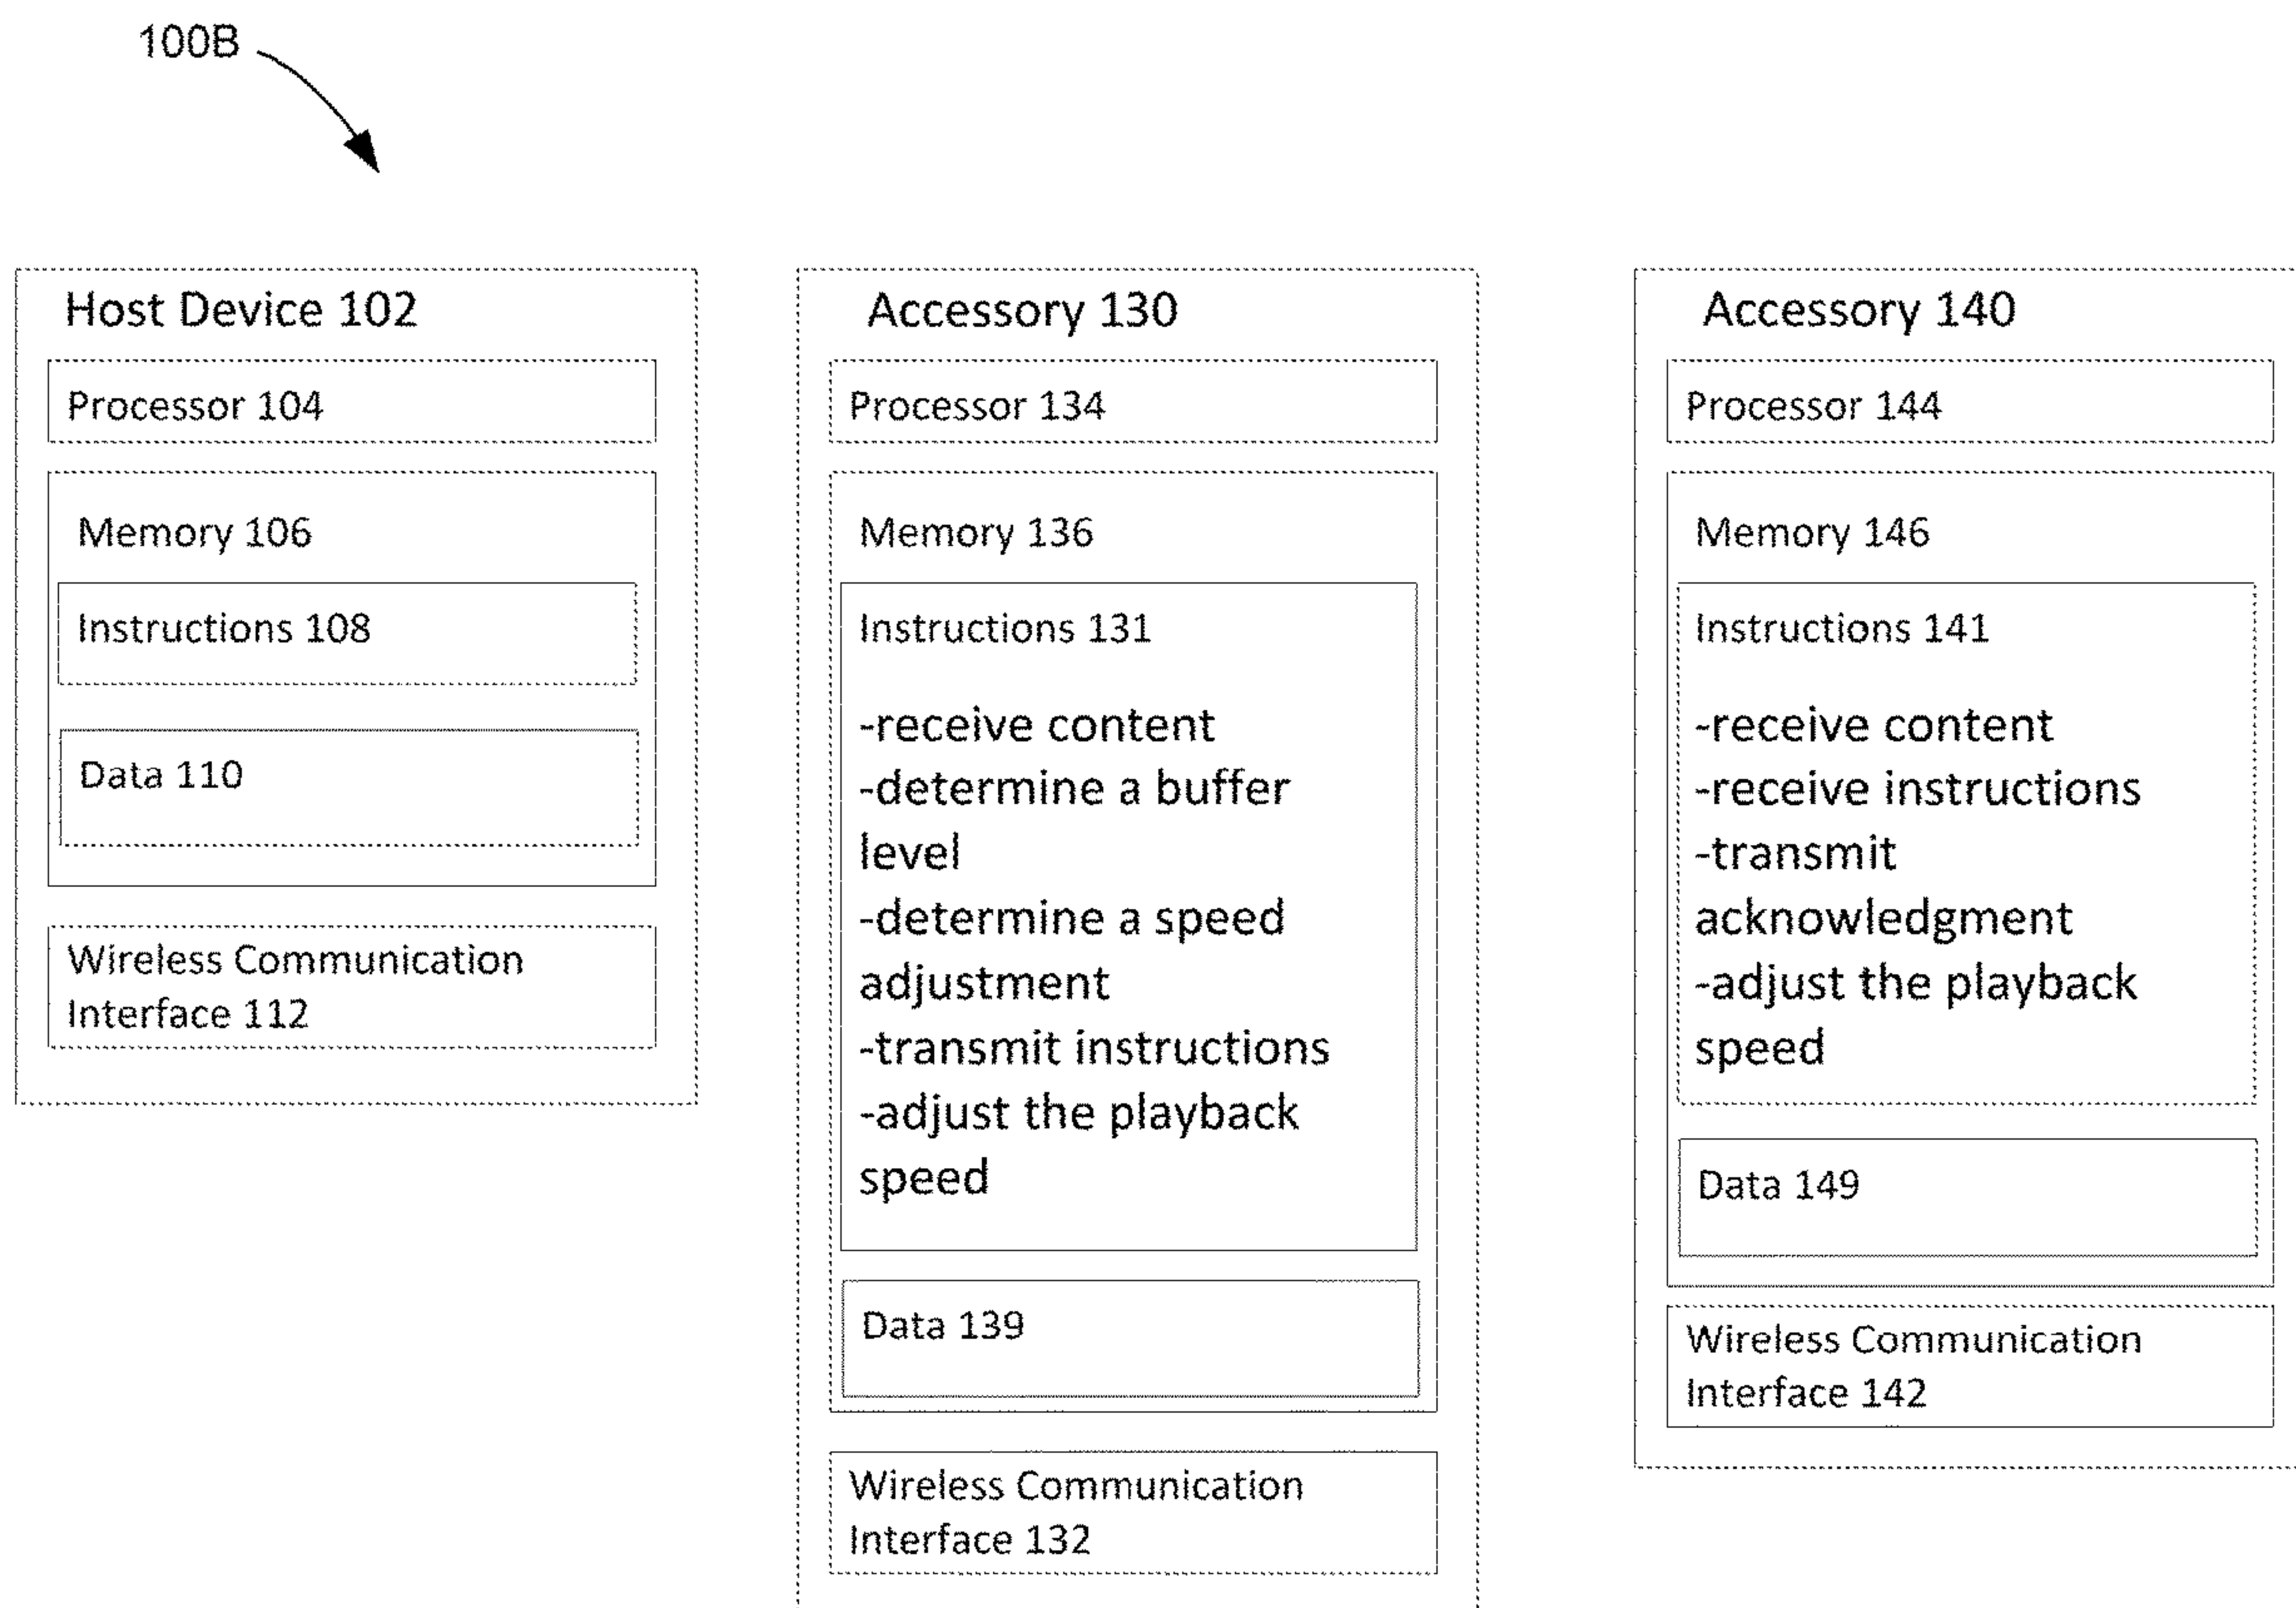 100B
Host Device 102
Processor 104
Memory 106
Instructions 108
Data 110
Wireless Communication
Interface 112
Accessory 130
Processor 134
Memory 136
Instructions 131
-receive content
-determine a buffer
level
-determine a speed
adjustment
-transmit instructions
-adjust the playback
speed
Data 139
Wireless Communication
Interface 132
Accessory 140
Processor 144
Memory 146
Instructions 141
-receive content
-receive instructions
-transmit
acknowledgment
-adjust the playback
speed
Data 149
Wireless Communication
Interface 142